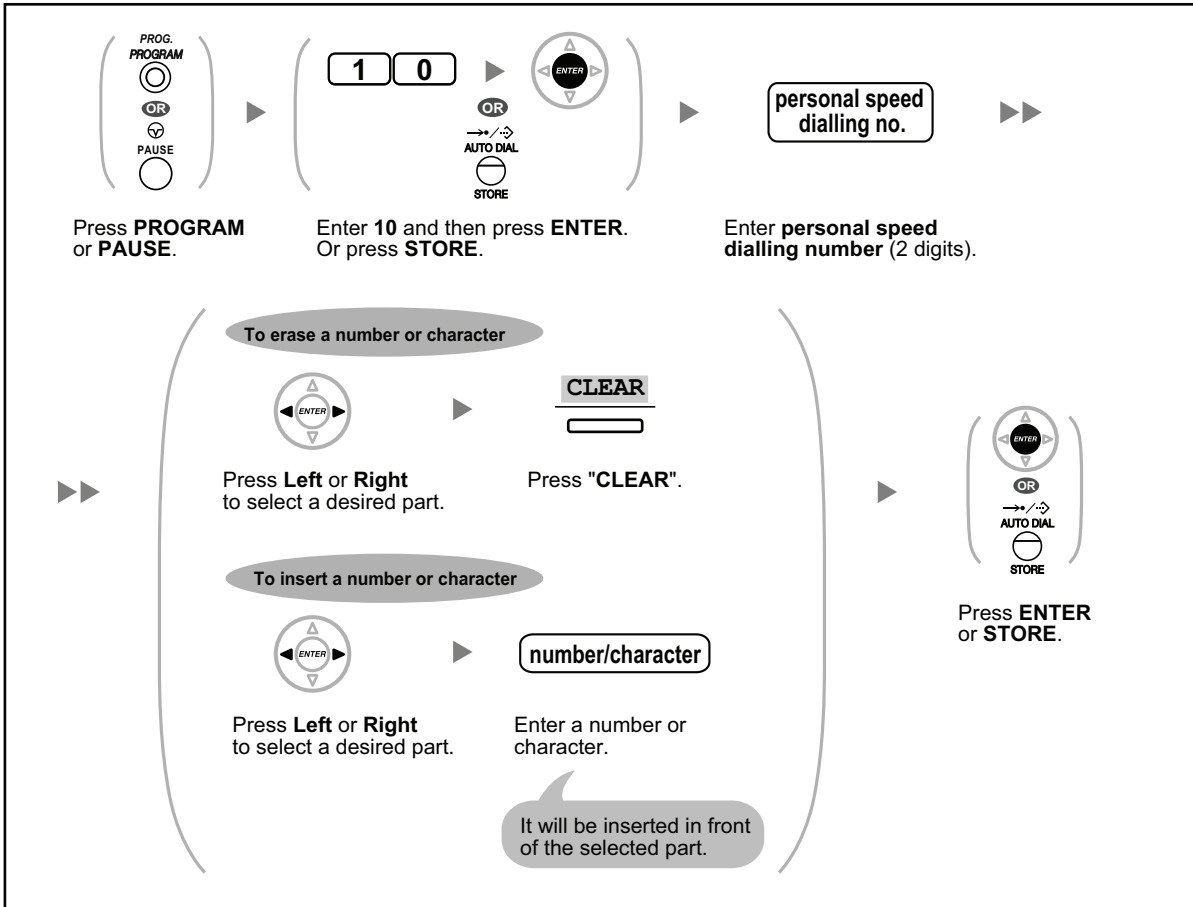 PROG.
PROGRAM
OR
PAUSE
Press PROGRAM
or PAUSE.
1 0
ENTER
OR
AUTO DIAL
STORE
Enter 10 and then press ENTER.
Or press STORE.
personal speed
dialling no.
Enter personal speed
dialling number (2 digits).
To erase a number or character
ENTER
Press Left or Right
to select a desired part.
CLEAR
Press "CLEAR".
To insert a number or character
ENTER
Press Left or Right
to select a desired part.
number/character
Enter a number or
character.
It will be inserted in front
of the selected part.
ENTER
OR
AUTO DIAL
STORE
Press ENTER
or STORE.